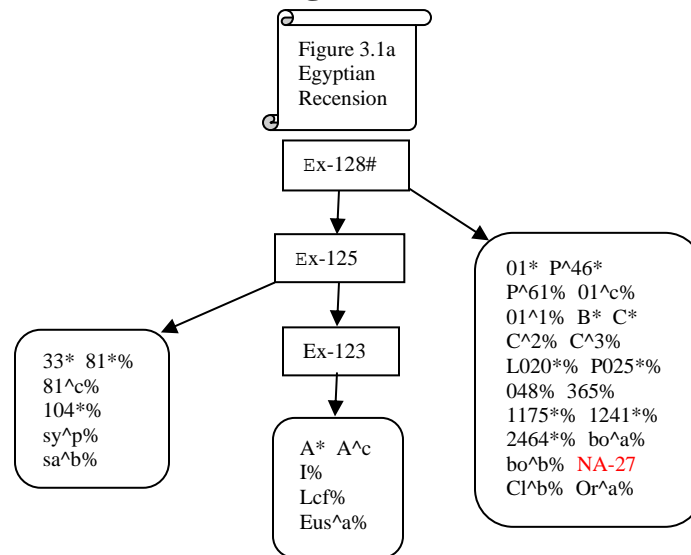 Figure 3.1a
Egyptian
Recension
Ex-128#
Ex-125
Ex-123
33* 81*%
81^c%
104*%
sy^p%
sa^b%
A* A^c
I%
Lcf%
Eus^a%
01* P^46*
P^61% 01^c%
01^1% B* C*
C^2% C^3%
L020*% P025*%
048% 365%
1175*% 1241*%
2464*% bo^a%
bo^b% NA-27
Cl^b% Or^a%